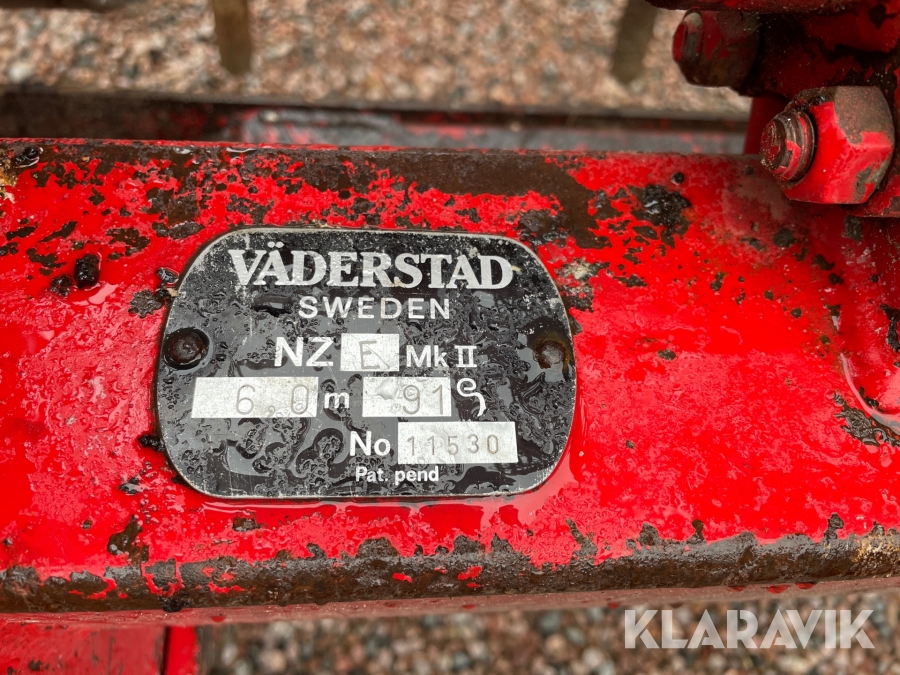 VÄDERSTAD
SWEDEN
NZ E Mk II
6,0 m 91
No 11530
Pat. pend
KLARAVIK